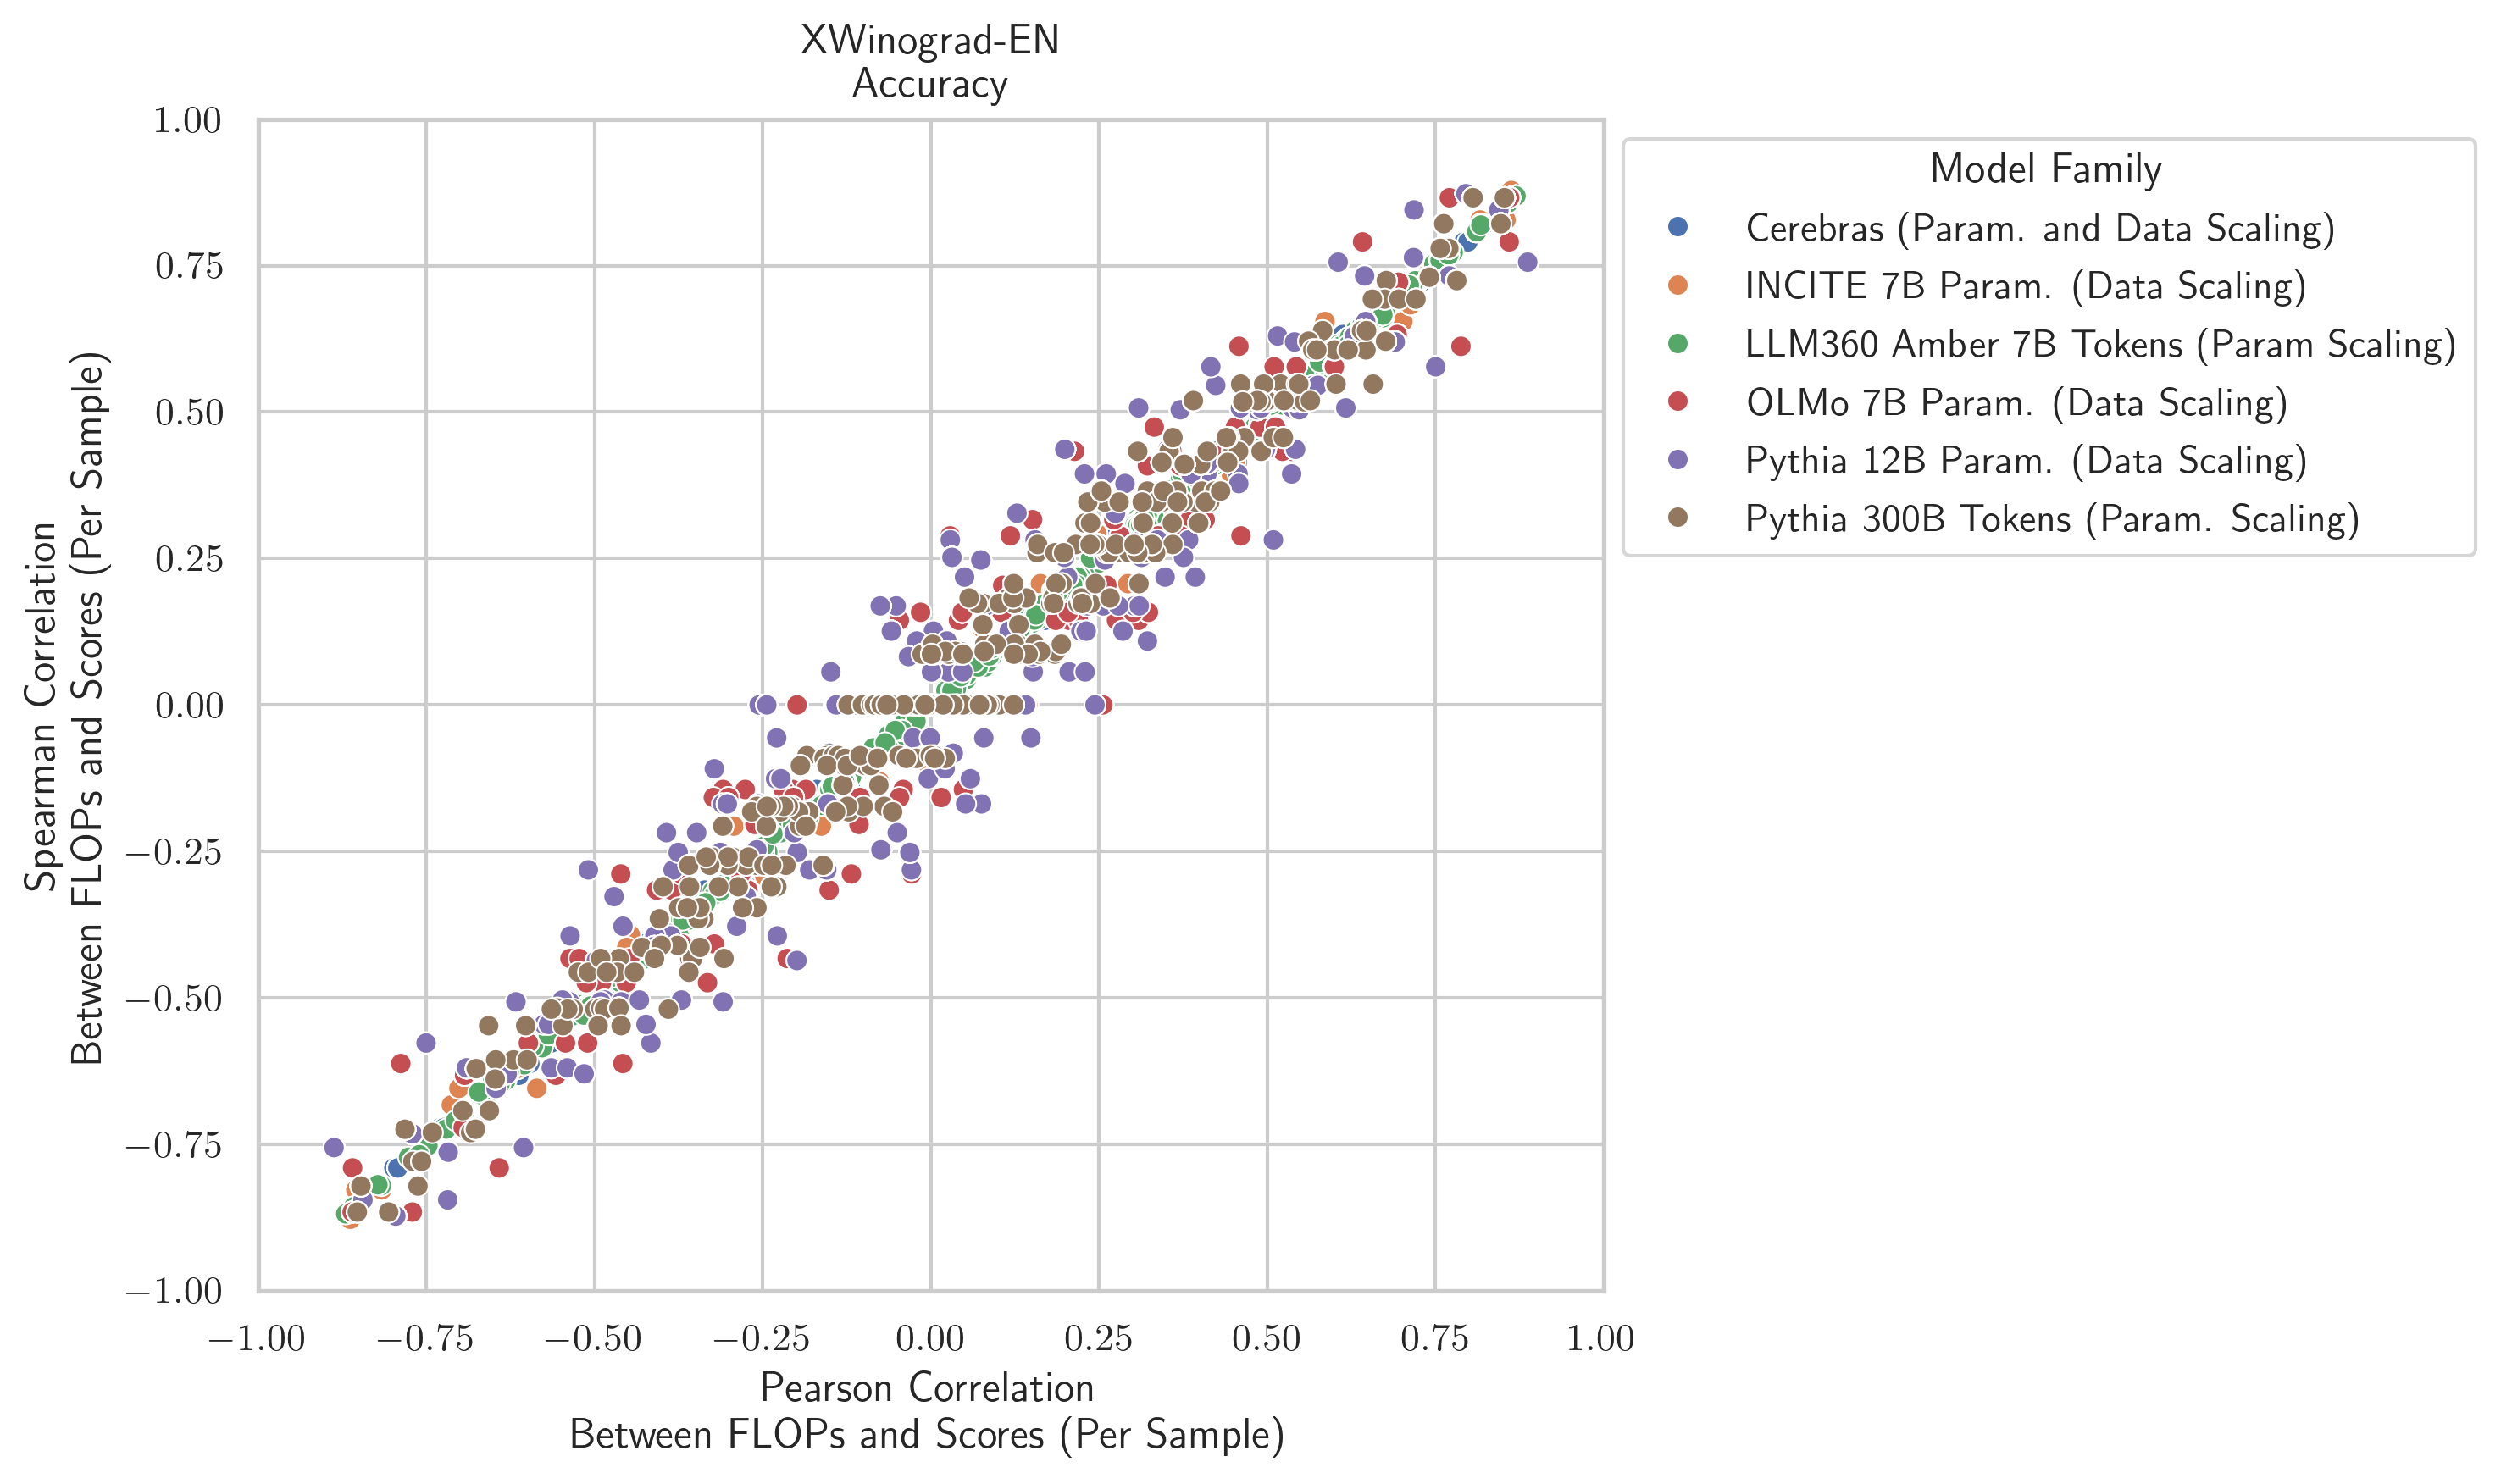 XWinograd-EN
Accuracy
1.00
0.75
0.50
0.25
0.00
−0.25
−0.50
−0.75
−1.00
Spearman Correlation
Between FLOPs and Scores (Per Sample)
−1.00
−0.75
−0.50
−0.25
0.00
0.25
0.50
0.75
1.00
Pearson Correlation
Between FLOPs and Scores (Per Sample)
Model Family
Cerebras (Param. and Data Scaling)
INCITE 7B Param. (Data Scaling)
LLM360 Amber 7B Tokens (Param Scaling)
OLMo 7B Param. (Data Scaling)
Pythia 12B Param. (Data Scaling)
Pythia 300B Tokens (Param. Scaling)